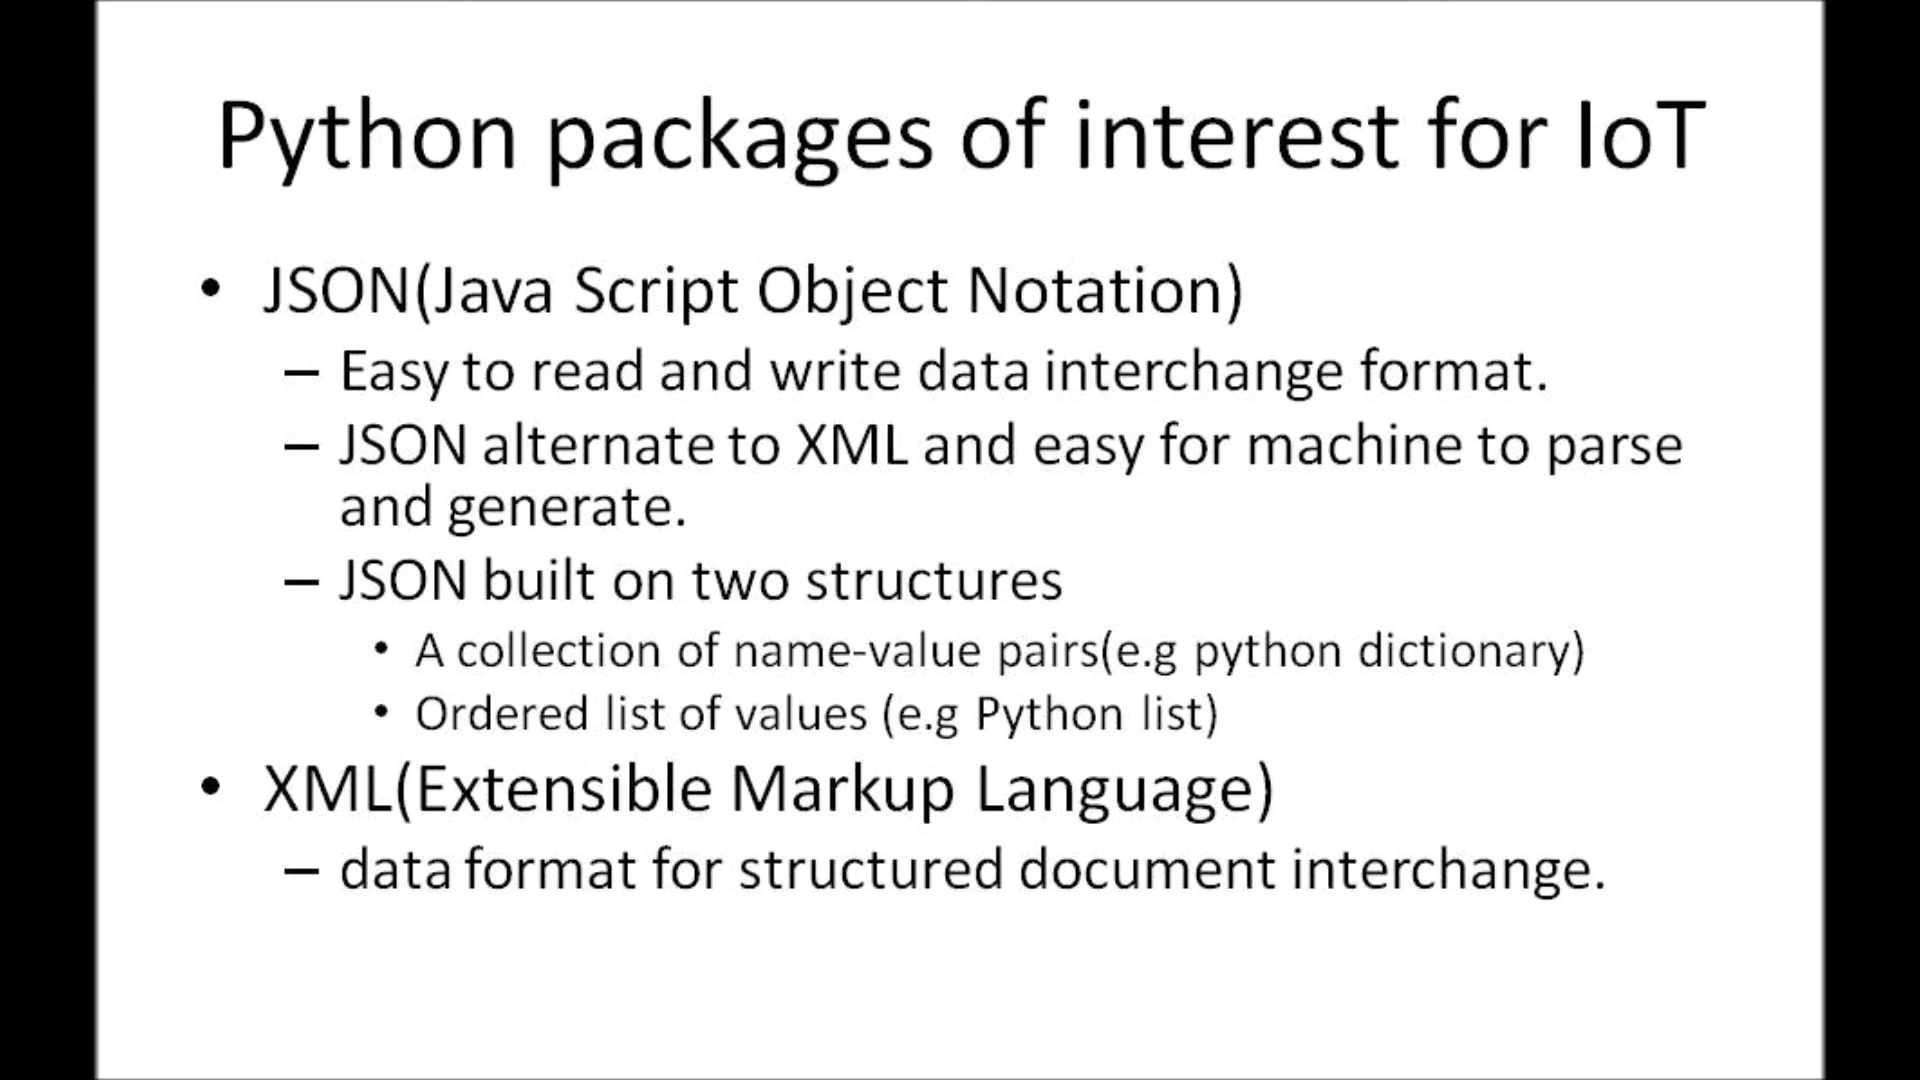 Python packages of interest for IoT
• JSON(Java Script Object Notation)
– Easy to read and write data interchange format.
– JSON alternate to XML and easy for machine to parse
and generate.
– JSON built on two structures
• A collection of name-value pairs(e.g python dictionary)
• Ordered list of values (e.g Python list)
• XML(Extensible Markup Language)
– data format for structured document interchange.